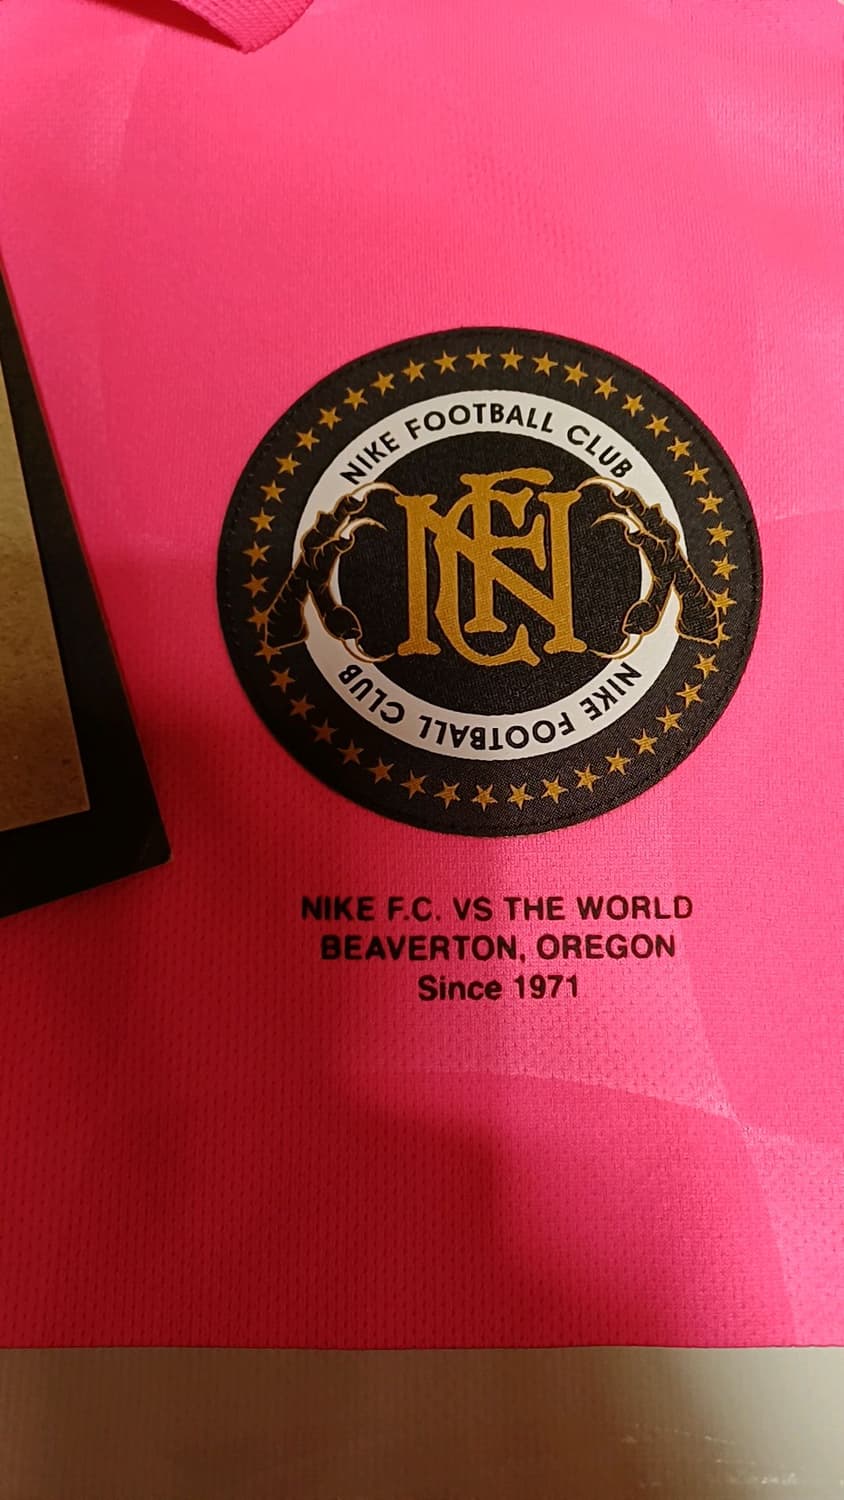 NIKE FOOTBALL CLUB
NFC
NIKE FOOTBALL CLUB
NIKE F.C. VS THE WORLD
BEAVERTON, OREGON
Since 1971